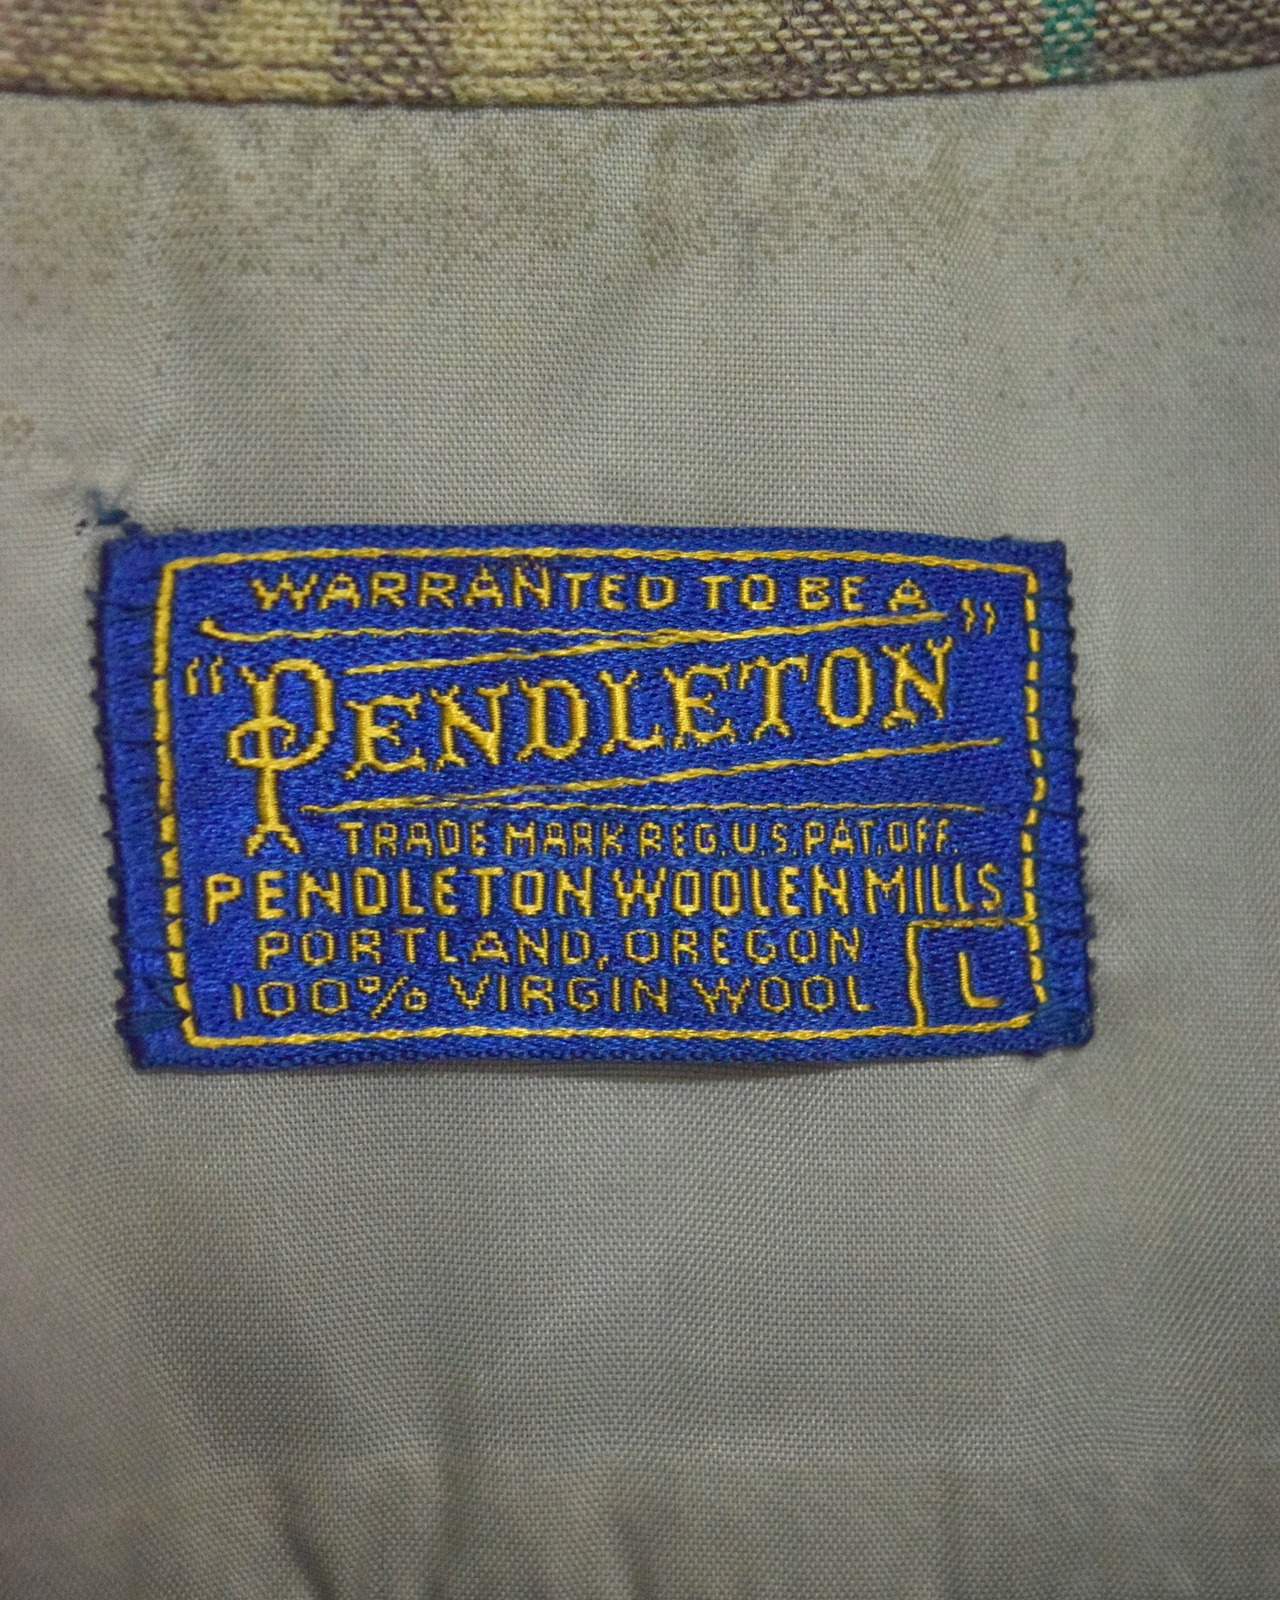 WARRANTED TO BE A
"PENDLETON"
TRADE MARK REG. U.S. PAT. OFF.
PENDLETON WOOLEN MILLS
PORTLAND, OREGON
100% VIRGIN WOOL
L